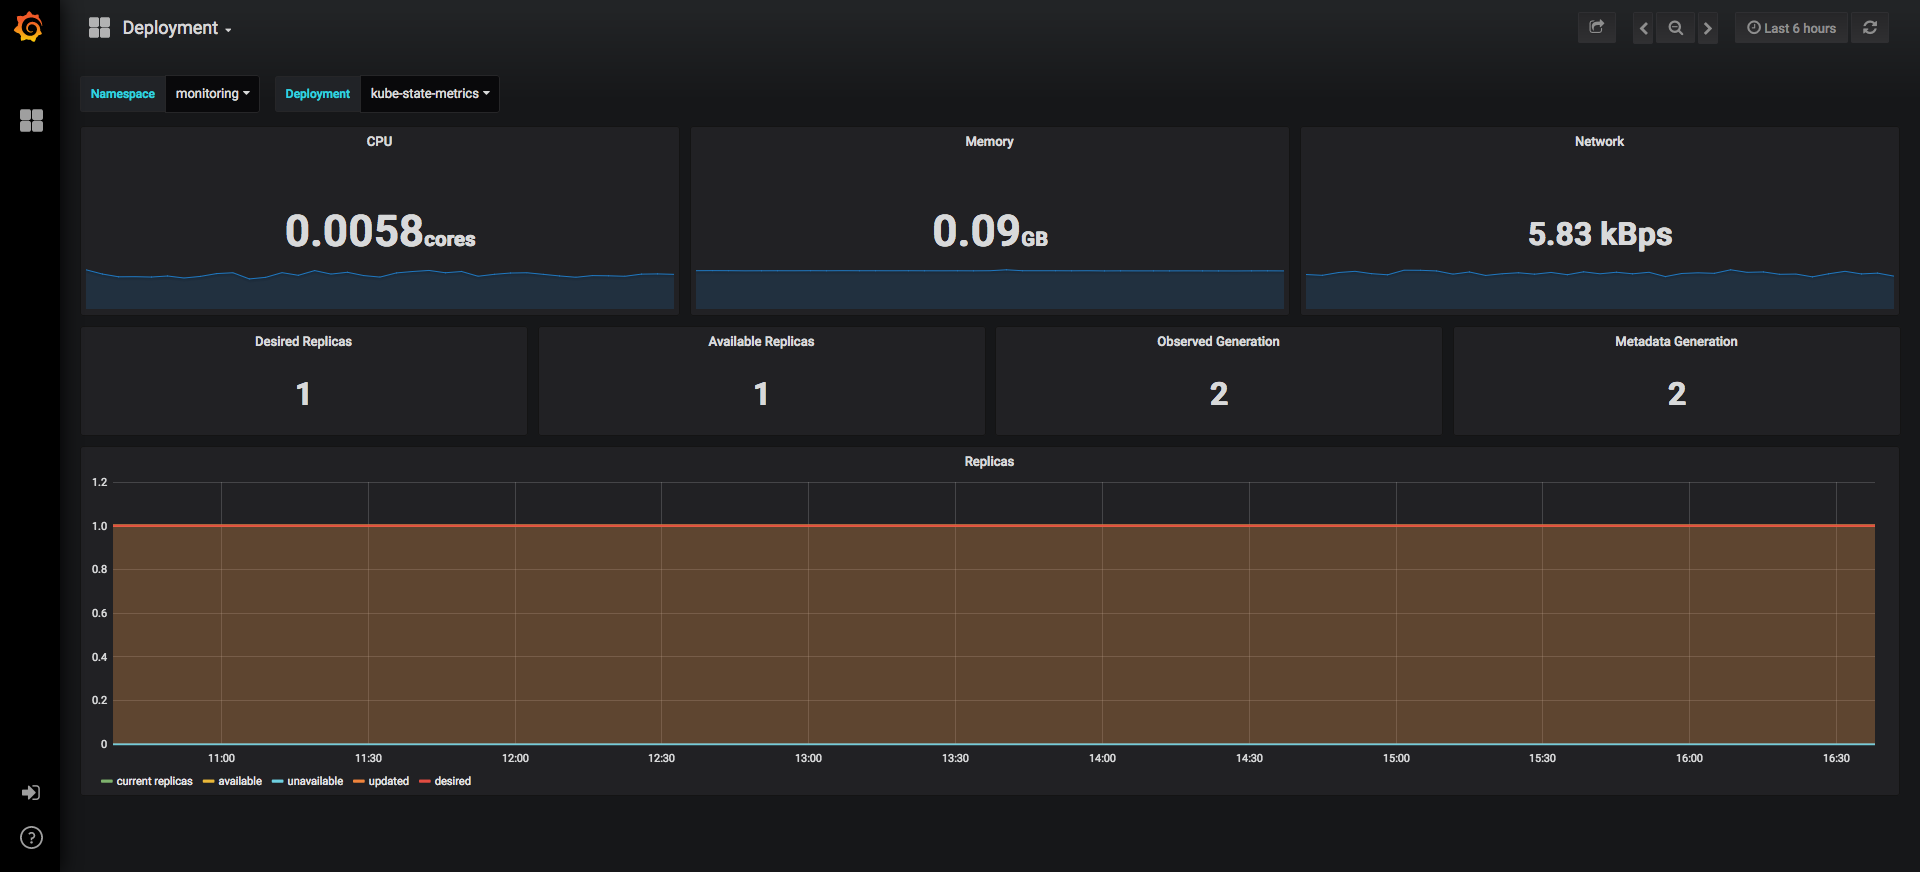 Deployment
Last 6 hours
Namespace monitoring Deployment kube-state-metrics
CPU
0.0058cores
Memory
0.09GB
Network
5.83 kBps
Desired Replicas
1
Available Replicas
1
Observed Generation
2
Metadata Generation
2
Replicas
1.2
1.0
0.8
0.6
0.4
0.2
0
11:00 11:30 12:00 12:30 13:00 13:30 14:00 14:30 15:00 15:30 16:00 16:30
current replicas available unavailable updated desired
?